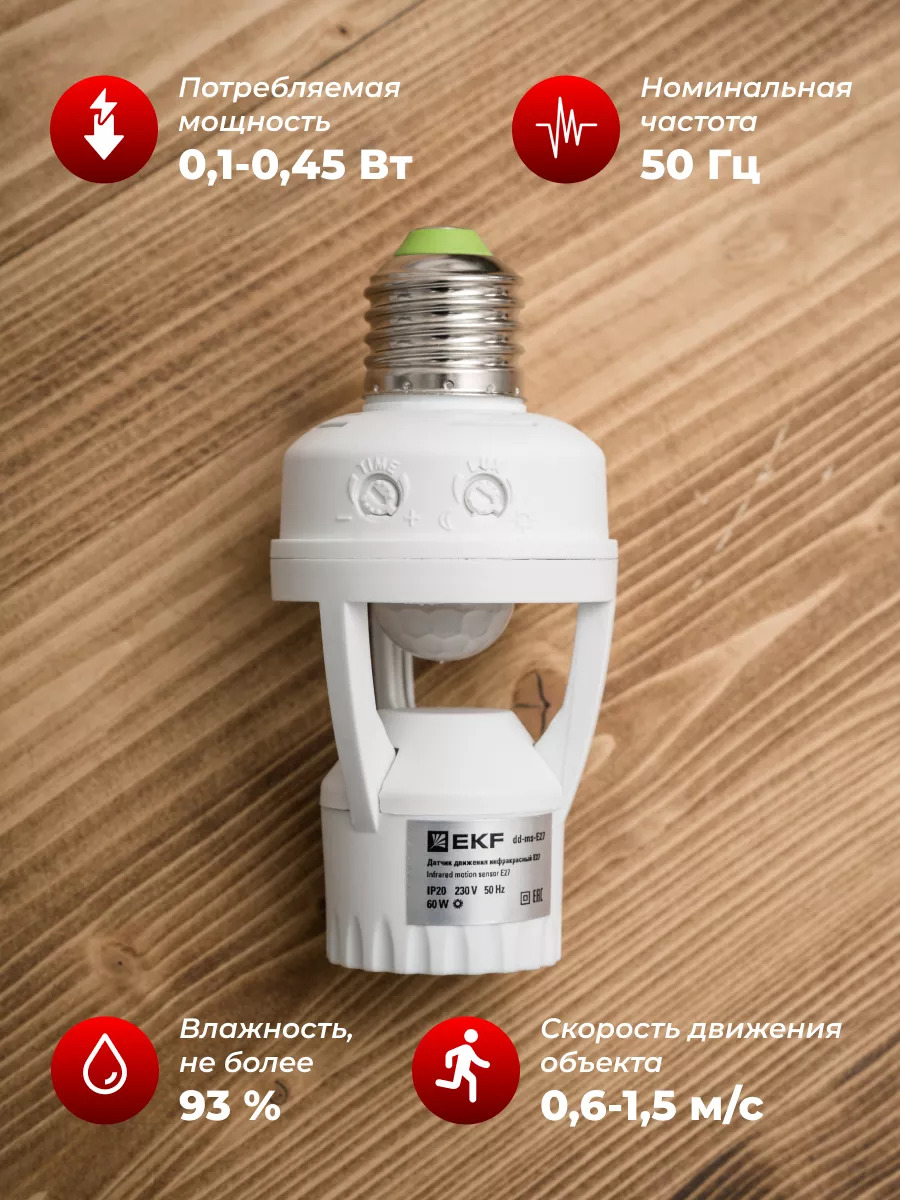 Потребляемая
мощность
0,1-0,45 Вт
Номинальная
частота
50 Гц
TIME
LUX
- +
EKF dd-ms-E27
Датчик движения инфракрасный E27
Infrared motion sensor E27
IP20 230 V 50 Hz
60 W
EAC
Влажность,
не более
93 %
Скорость движения
объекта
0,6-1,5 м/с